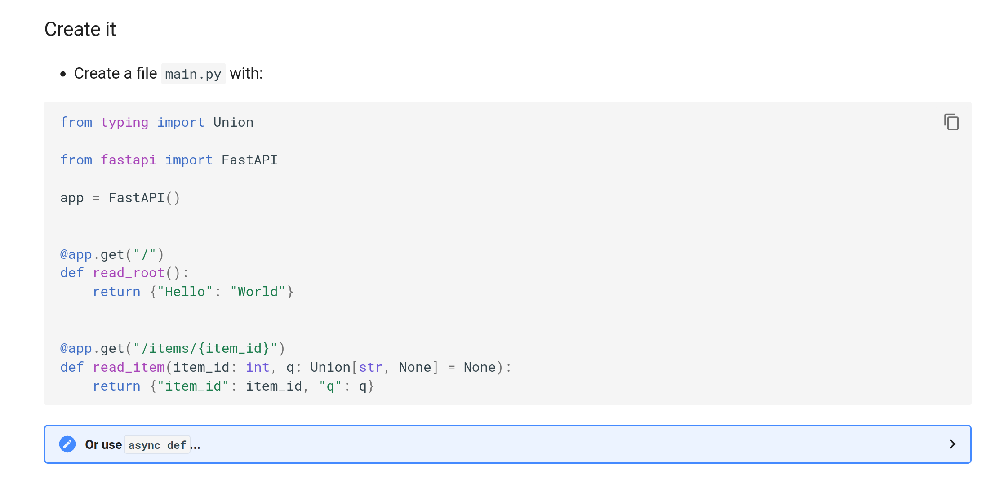 Create it
• Create a file main.py with:
from typing import Union
from fastapi import FastAPI
app = FastAPI()
@app.get("/")
def read_root():
    return {"Hello": "World"}
@app.get("/items/{item_id}")
def read_item(item_id: int, q: Union[str, None] = None):
    return {"item_id": item_id, "q": q}
Or use async def...